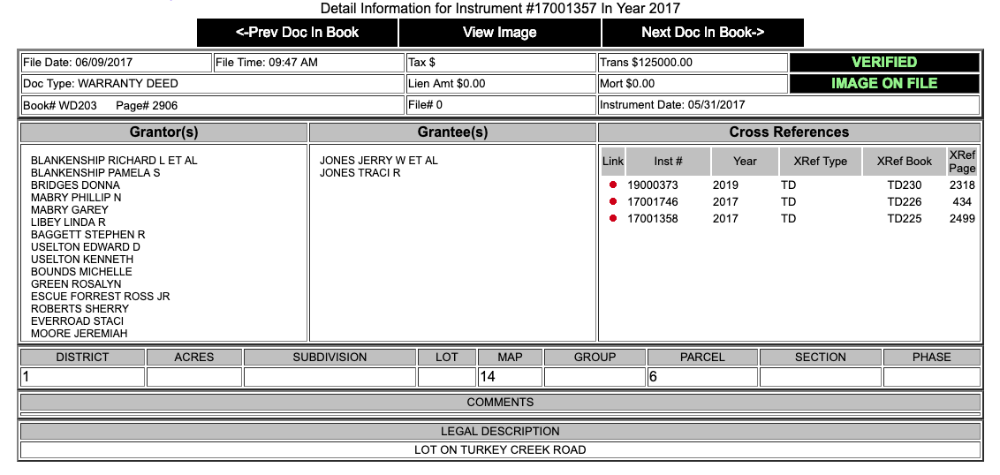 Detail Information for Instrument #17001357 In Year 2017
<-Prev Doc In Book View Image Next Doc In Book->
File Date: 06/09/2017 File Time: 09:47 AM Tax $ Trans $125000.00 VERIFIED
Doc Type: WARRANTY DEED Lien Amt $0.00 Mort $0.00 IMAGE ON FILE
Book# WD203 Page# 2906 File# 0 Instrument Date: 05/31/2017
Grantor(s) Grantee(s) Cross References
BLANKENSHIP RICHARD L ET AL
BLANKENSHIP PAMELA S
BRIDGES DONNA
MABRY PHILLIP N
MABRY GAREY
LIBEY LINDA R
BAGGETT STEPHEN R
USELTON EDWARD D
USELTON KENNETH
BOUNDS MICHELLE
GREEN ROSALYN
ESCUE FORREST ROSS JR
ROBERTS SHERRY
EVERROAD STACI
MOORE JEREMIAH
JONES JERRY W ET AL
JONES TRACI R
Link Inst # Year XRef Type XRef Book XRef Page
19000373 2019 TD TD230 2318
17001746 2017 TD TD226 434
17001358 2017 TD TD225 2499
DISTRICT ACRES SUBDIVISION LOT MAP GROUP PARCEL SECTION PHASE
1 14 6
COMMENTS
LEGAL DESCRIPTION
LOT ON TURKEY CREEK ROAD